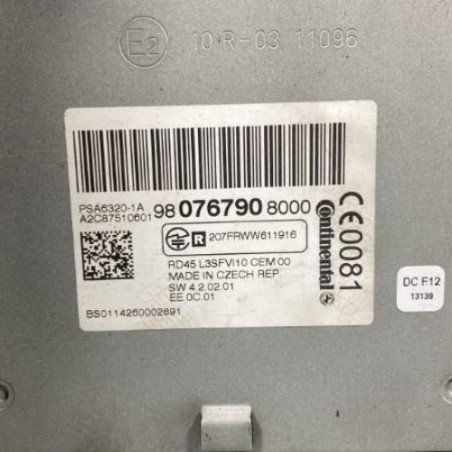 E2 10 R-03 11096
PSA6320-1A
A2C87510601
98 076790 8000
R 207FRWW611916
RD45 L3SFVI10 CEM 00
MADE IN CZECH REP.
SW 4.2.02.01
EE 0C.01
BS0114260002691
Continental
CE0081
DC F12
13139